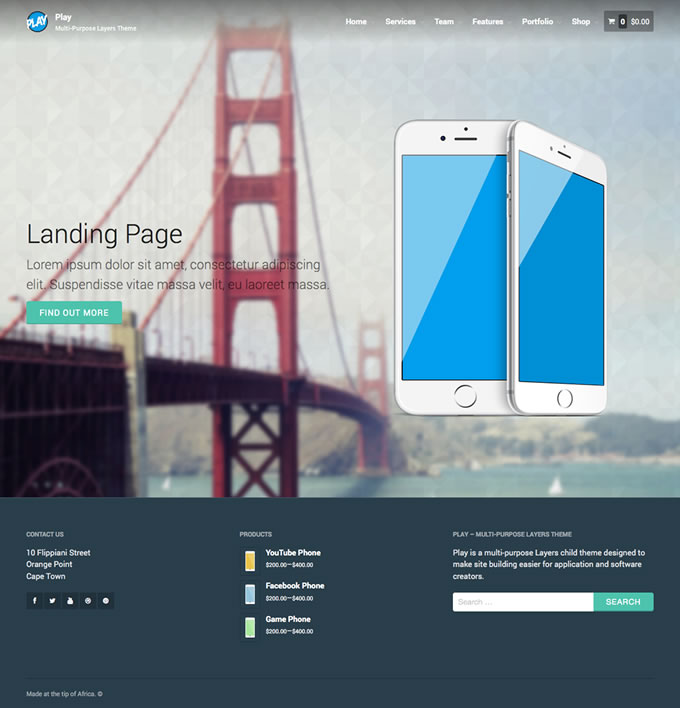 PLAY
Play
Multi-Purpose Layers Theme
Home Services Team Features Portfolio Shop 0 $0.00
Landing Page
Lorem ipsum dolor sit amet, consectetur adipiscing
elit. Suspendisse vitae massa velit, eu laoreet massa.
FIND OUT MORE
CONTACT US
10 Flippiani Street
Orange Point
Cape Town
PRODUCTS
YouTube Phone
$200.00–$400.00
Facebook Phone
$200.00–$400.00
Game Phone
$200.00–$400.00
PLAY – MULTI-PURPOSE LAYERS THEME
Play is a multi-purpose Layers child theme designed to
make site building easier for application and software
creators.
Search ... SEARCH
Made at the tip of Africa. ©